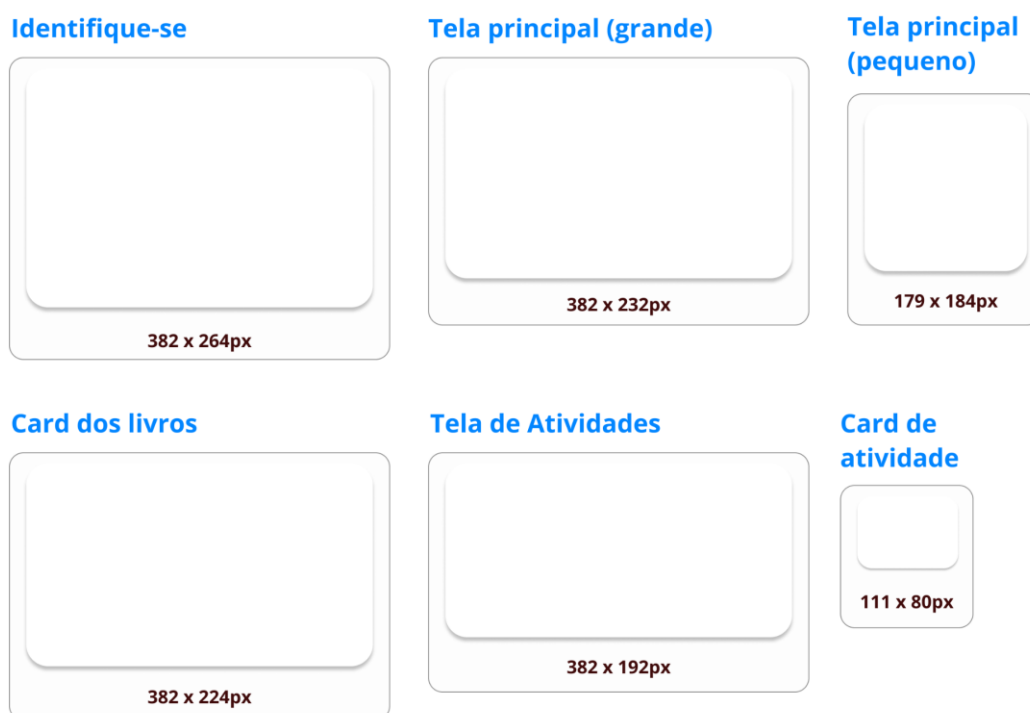 Identifique-se
382 x 264px
Tela principal (grande)
382 x 232px
Tela principal
(pequeno)
179 x 184px
Card dos livros
382 x 224px
Tela de Atividades
382 x 192px
Card de
atividade
111 x 80px